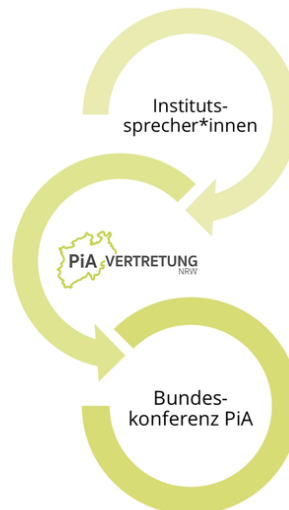 Instituts-
sprecher*innen
PiA VERTRETUNG
NRW
Bundes-
konferenz PiA